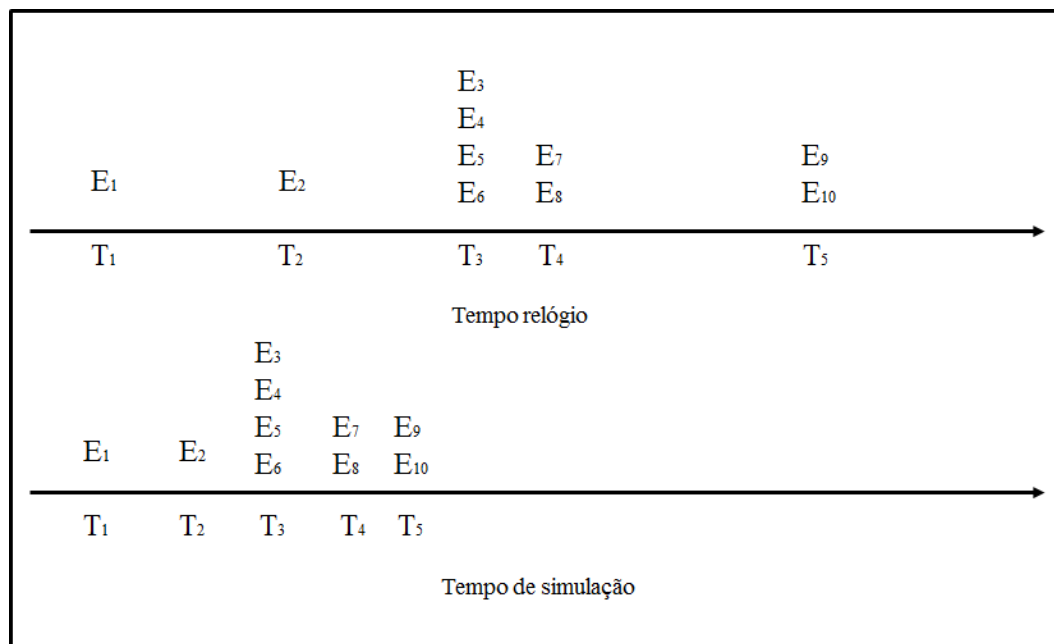 E₃
E₄
E₅ E₇ E₉
E₁ E₂ E₆ E₈ E₁₀
T₁ T₂ T₃ T₄ T₅
Tempo relógio
E₃
E₄
E₅ E₇ E₉
E₁ E₂ E₆ E₈ E₁₀
T₁ T₂ T₃ T₄ T₅
Tempo de simulação